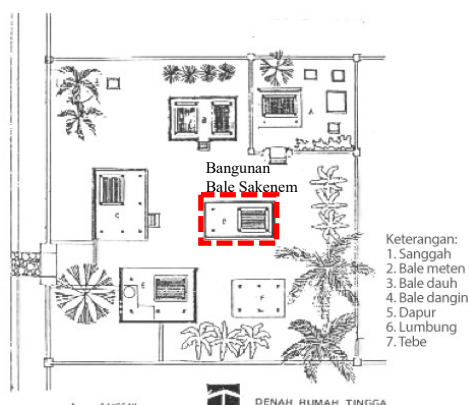 A
B
Bangunan
Bale Sakenem
C
D
E
F
Keterangan:
1. Sanggah
2. Bale meten
3. Bale dauh
4. Bale dangin
5. Dapur
6. Lumbung
7. Tebe
DENAH RUMAH TINGGA